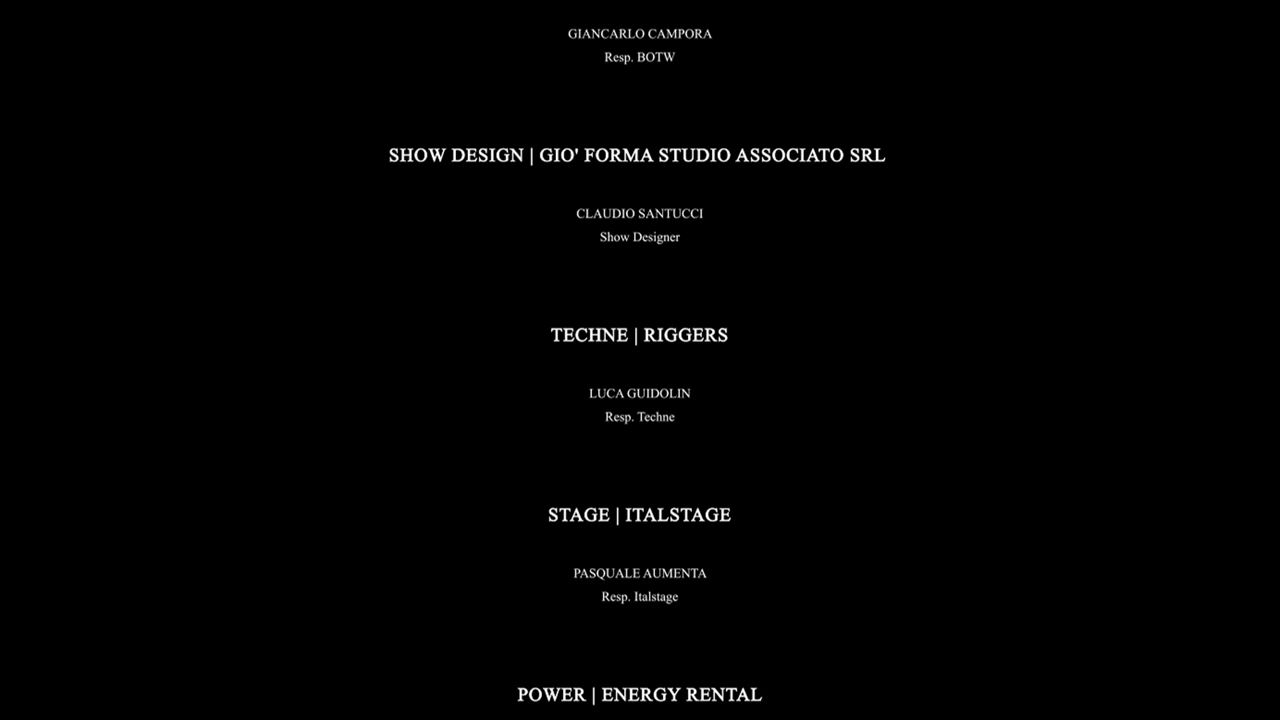 GIANCARLO CAMPORA
Resp. BOTW
SHOW DESIGN | GIO' FORMA STUDIO ASSOCIATO SRL
CLAUDIO SANTUCCI
Show Designer
TECHNE | RIGGERS
LUCA GUIDOLIN
Resp. Techne
STAGE | ITALSTAGE
PASQUALE AUMENTA
Resp. Italstage
POWER | ENERGY RENTAL